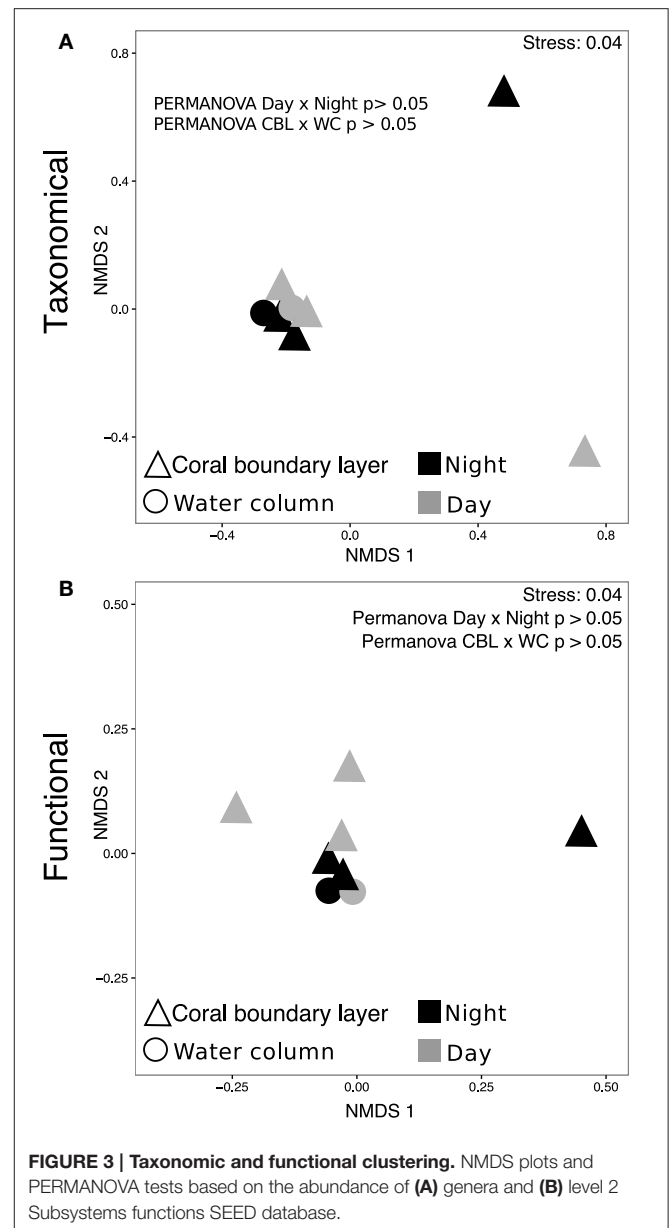 A
Stress: 0.04
PERMANOVA Day x Night p> 0.05
PERMANOVA CBL x WC p > 0.05
Taxonomical
NMDS 2
0.8
0.4
0.0
−0.4
Coral boundary layer
Night
Water column
Day
−0.4
0.0
0.4
0.8
NMDS 1
B
Stress: 0.04
Permanova Day x Night p > 0.05
Permanova CBL x WC p > 0.05
Functional
NMDS 2
0.50
0.25
0.00
−0.25
Coral boundary layer
Night
Water column
Day
−0.25
0.00
0.25
0.50
NMDS 1
FIGURE 3 | Taxonomic and functional clustering. NMDS plots and
PERMANOVA tests based on the abundance of (A) genera and (B) level 2
Subsystems functions SEED database.